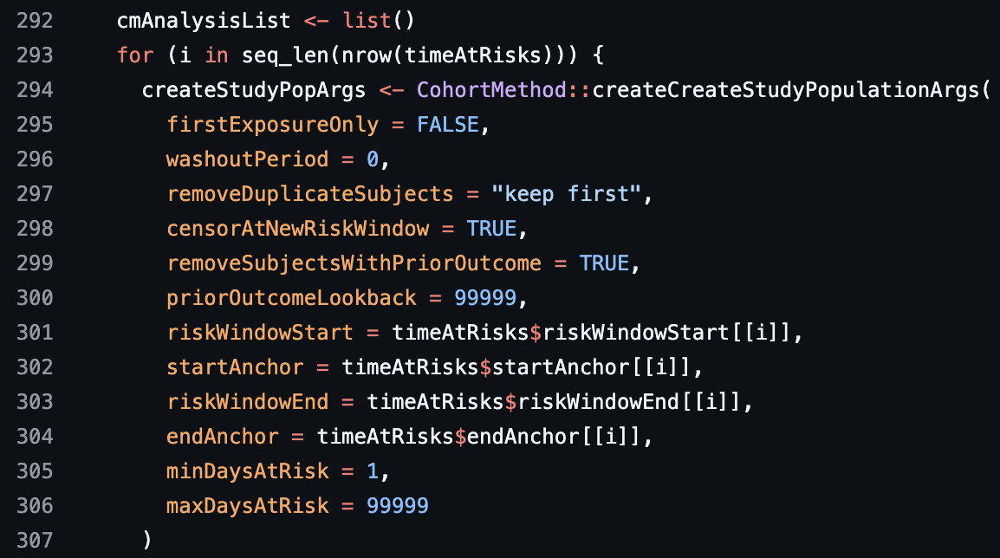 292 cmAnalysisList <- list()
293 for (i in seq_len(nrow(timeAtRisks))) {
294 createStudyPopArgs <- CohortMethod::createCreateStudyPopulationArgs(
295 firstExposureOnly = FALSE,
296 washoutPeriod = 0,
297 removeDuplicateSubjects = "keep first",
298 censorAtNewRiskWindow = TRUE,
299 removeSubjectsWithPriorOutcome = TRUE,
300 priorOutcomeLookback = 99999,
301 riskWindowStart = timeAtRisks$riskWindowStart[[i]],
302 startAnchor = timeAtRisks$startAnchor[[i]],
303 riskWindowEnd = timeAtRisks$riskWindowEnd[[i]],
304 endAnchor = timeAtRisks$endAnchor[[i]],
305 minDaysAtRisk = 1,
306 maxDaysAtRisk = 99999
307 )